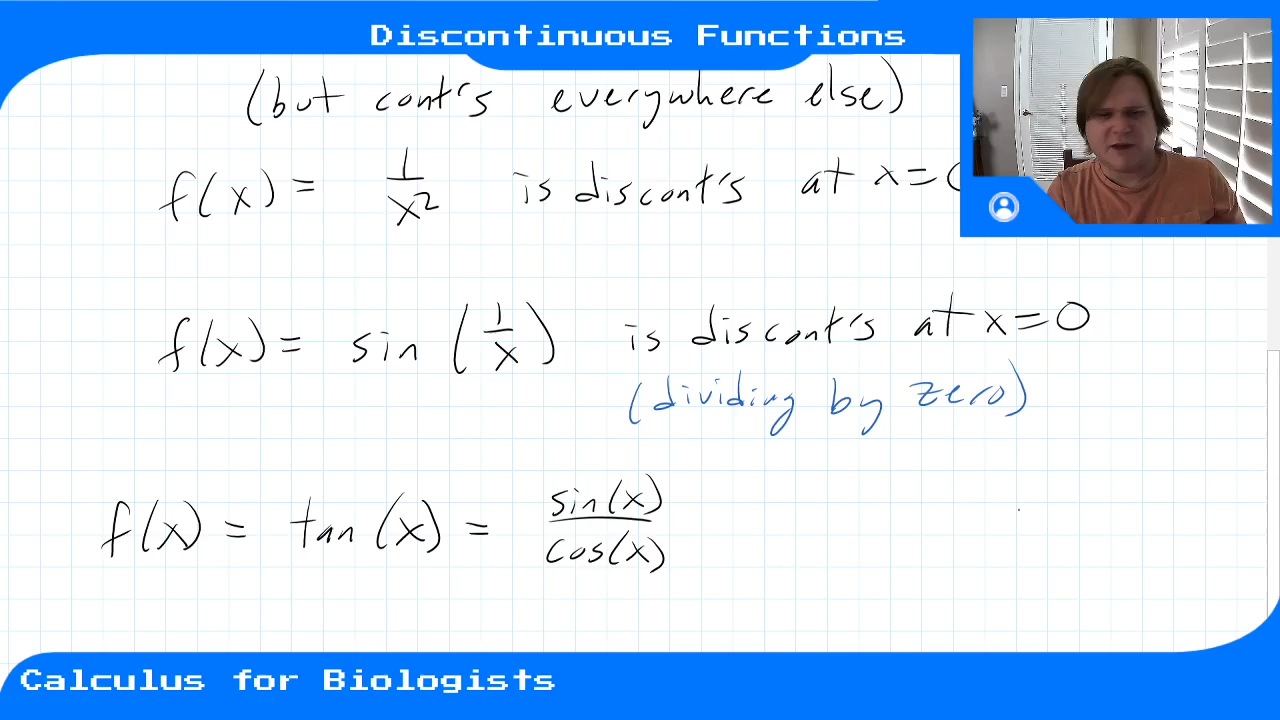 Discontinuous Functions
(but cont's everywhere else)
f(x) = 1/x² is discont's at x=0
f(x) = sin (1/x) is discont's at x=0
(dividing by zero)
f(x) = tan (x) = sin(x)/cos(x)
Calculus for Biologists